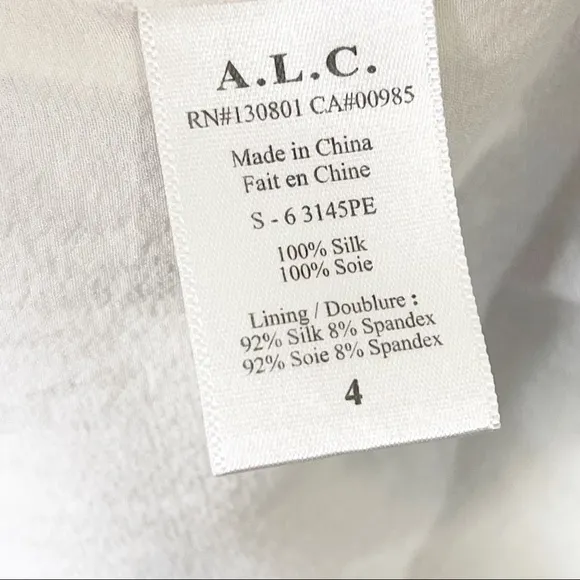 A.L.C.
RN#130801 CA#00985
Made in China
Fait en Chine
S - 6 3145PE
100% Silk
100% Soie
Lining / Doublure :
92% Silk 8% Spandex
92% Soie 8% Spandex
4